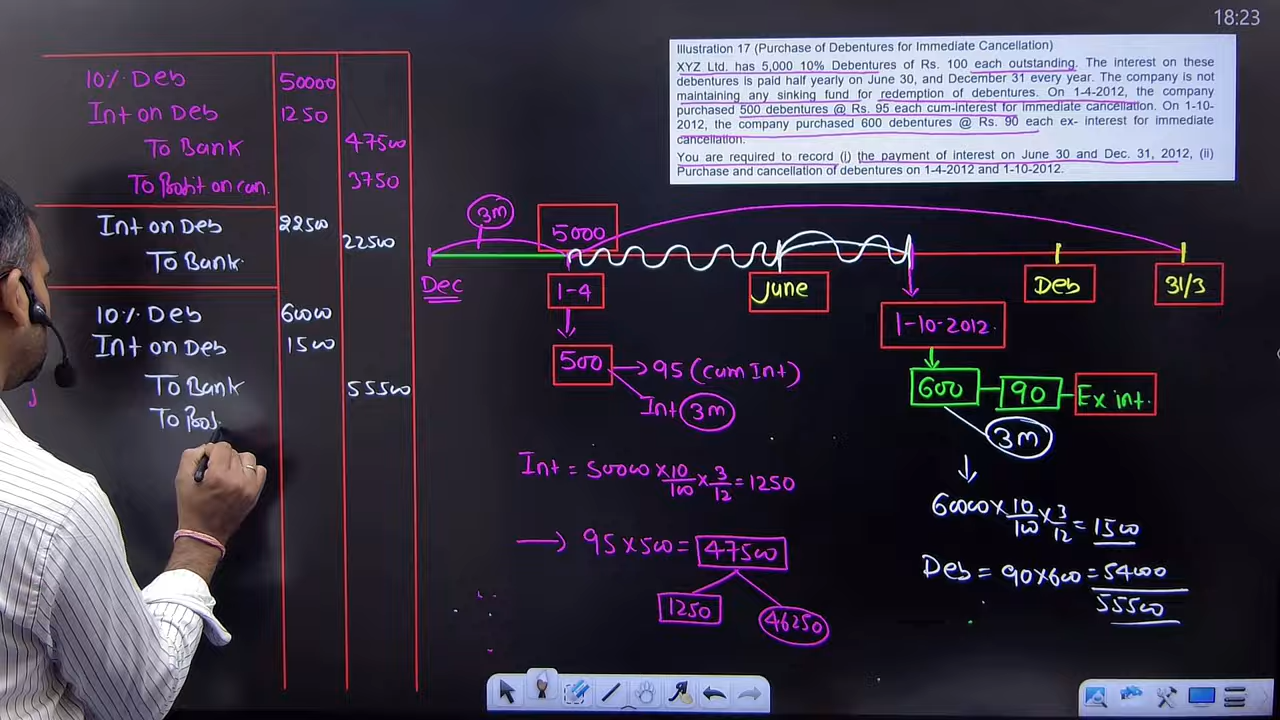 18:23
Illustration 17 (Purchase of Debentures for Immediate Cancellation)
XYZ Ltd. has 5,000 10% Debentures of Rs. 100 each outstanding. The interest on these
debentures is paid half yearly on June 30, and December 31 every year. The company is not
maintaining any sinking fund for redemption of debentures. On 1-4-2012, the company
purchased 500 debentures @ Rs. 95 each cum-interest for immediate cancellation. On 1-10-
2012, the company purchased 600 debentures @ Rs. 90 each ex- interest for immediate
cancellation.
You are required to record (i) the payment of interest on June 30 and Dec. 31, 2012, (ii)
Purchase and cancellation of debentures on 1-4-2012 and 1-10-2012.
10% Deb 50000
Int on Deb 1250
To Bank 47500
To Profit on can. 3750
Int on Deb 22500
To Bank 22500
10% Deb 60000
Int on Deb 1500
To Bank 55500
To Prof
3m
5000
Dec
1-4
June
Deb
31/3
500 → 95 (Cum Int)
Int 3m
1-10-2012.
600 - 90 - Ex int.
3m
Int = 50000 × 10/100 × 3/12 = 1250
→ 95 × 500 = 47500
1250 46250
60000 × 10/100 × 3/12 = 1500
Deb = 90×600 = 54000
55500